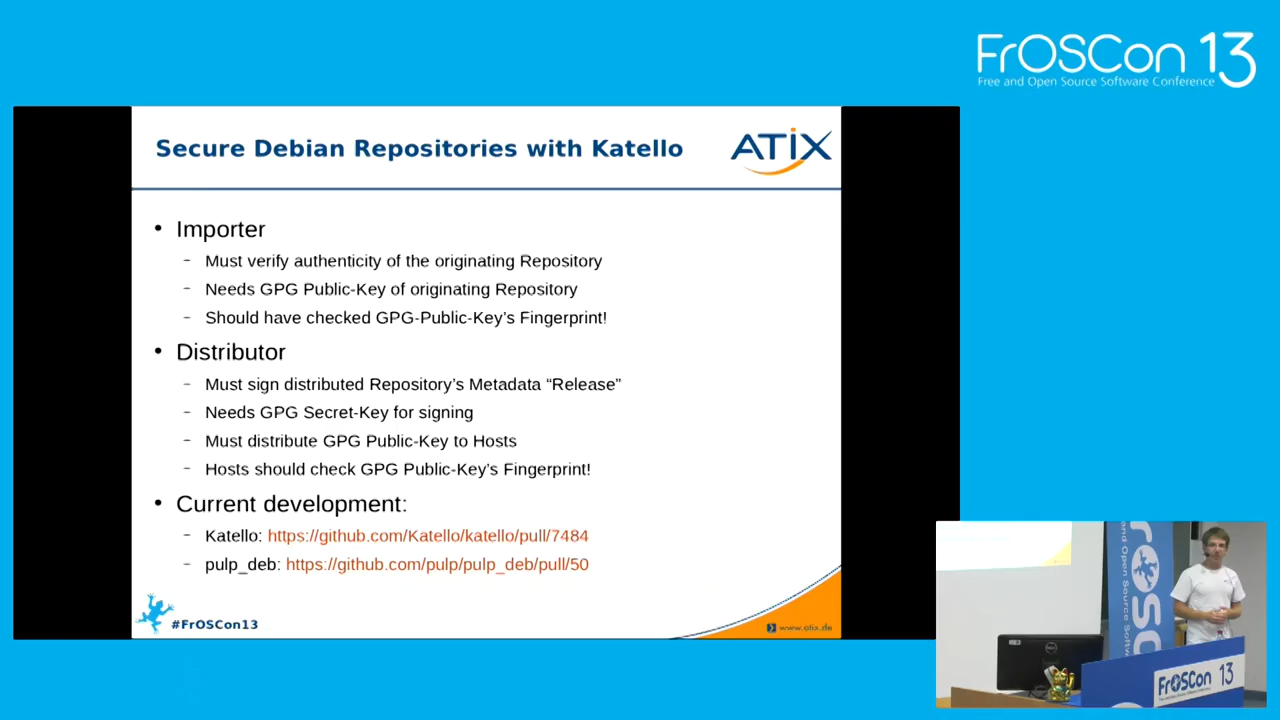 FrOSCon 13
Free and Open Source Software Conference
Secure Debian Repositories with Katello
ATIX
• Importer
– Must verify authenticity of the originating Repository
– Needs GPG Public-Key of originating Repository
– Should have checked GPG-Public-Key’s Fingerprint!
• Distributor
– Must sign distributed Repository’s Metadata “Release”
– Needs GPG Secret-Key for signing
– Must distribute GPG Public-Key to Hosts
– Hosts should check GPG Public-Key’s Fingerprint!
• Current development:
– Katello: https://github.com/Katello/katello/pull/7484
– pulp_deb: https://github.com/pulp/pulp_deb/pull/50
#FrOSCon13
www.atix.de
FrOSCon 13